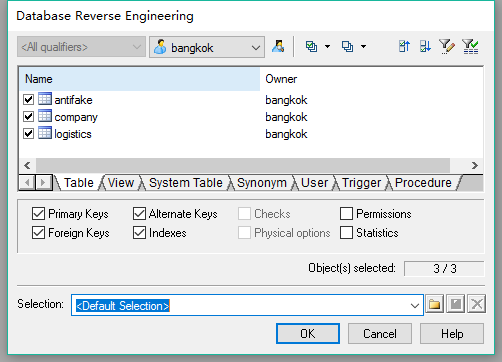 Database Reverse Engineering
<All qualifiers> bangkok
Name Owner
antifake bangkok
company bangkok
logistics bangkok
Table View System Table Synonym User Trigger Procedure
Primary Keys Alternate Keys Checks Permissions
Foreign Keys Indexes Physical options Statistics
Object(s) selected: 3 / 3
Selection: <Default Selection>
OK Cancel Help